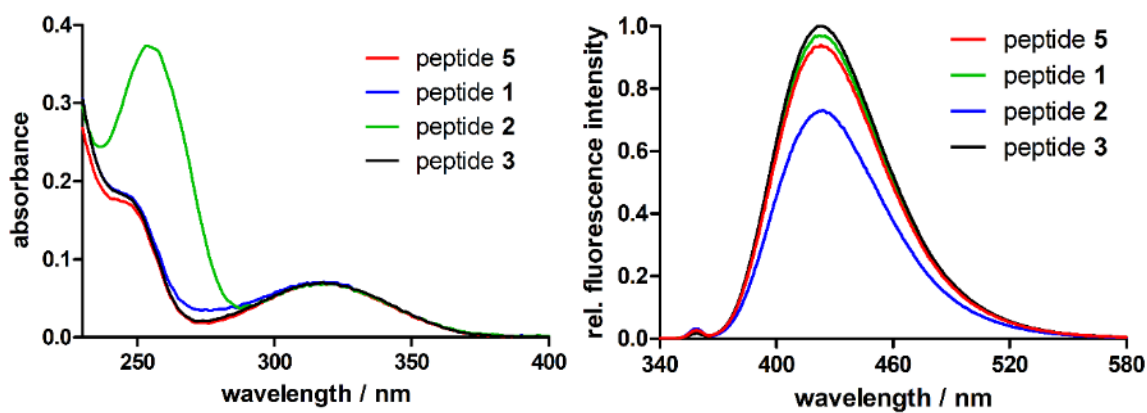 0.4
0.3
0.2
0.1
0.0
absorbance
peptide 5
peptide 1
peptide 2
peptide 3
250
300
350
400
wavelength / nm
1.0
0.8
0.6
0.4
0.2
0.0
rel. fluorescence intensity
peptide 5
peptide 1
peptide 2
peptide 3
340
400
460
520
580
wavelength / nm